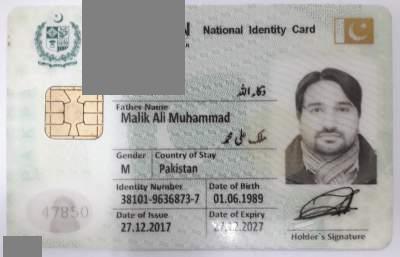 N National Identity Card
ذکاء اللہ
Father Name
Malik Ali Muhammad
ملک علی محمد
Gender Country of Stay
M Pakistan
Identity Number Date of Birth
38101-9636873-7 01.06.1989
Date of Issue Date of Expiry
27.12.2017 27.12.2027
47850
Holder's Signature